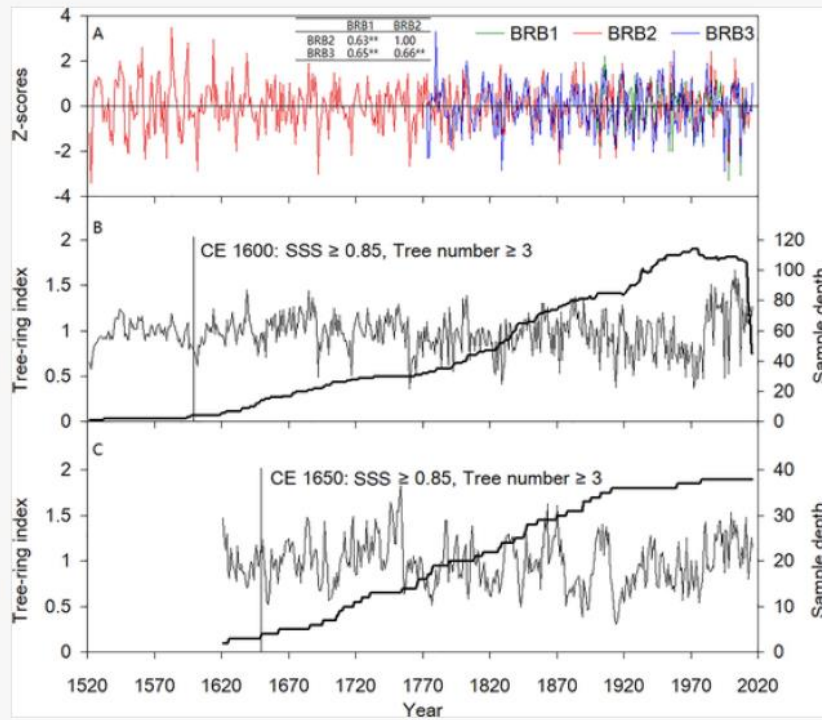 A
BRB1 BRB2
BRB2 0.63** 1.00
BRB3 0.65** 0.66**
BRB1 BRB2 BRB3
4
2
0
-2
-4
Z-scores
B
CE 1600: SSS ≥ 0.85, Tree number ≥ 3
2
1.5
1
0.5
0
Tree-ring index
120
100
80
60
40
20
0
Sample depth
C
CE 1650: SSS ≥ 0.85, Tree number ≥ 3
2
1.5
1
0.5
0
Tree-ring index
40
30
20
10
0
Sample depth
1520 1570 1620 1670 1720 1770 1820 1870 1920 1970 2020
Year